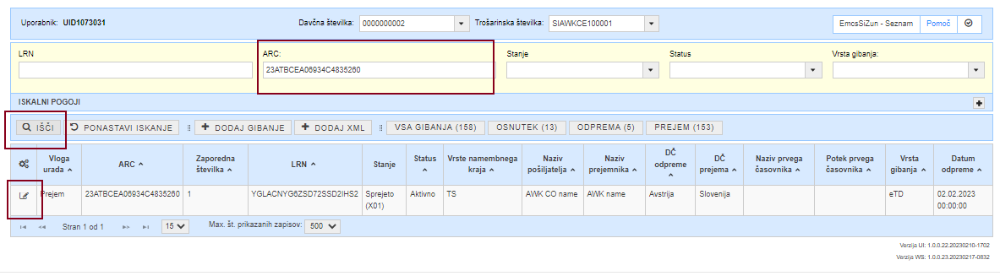 Uporabnik: UID1073031 Davčna številka: 0000000002 Trošarinska številka: SIAWKCE100001 EmcsSiZun - Seznam Pomoč
LRN ARC: Stanje Status Vrsta gibanja:
23ATBCEA06934C4835260
ISKALNI POGOJI
IŠČI PONASTAVI ISKANJE DODAJ GIBANJE DODAJ XML VSA GIBANJA (158) OSNUTEK (13) ODPREMA (5) PREJEM (153)
Vloga urada ARC Zaporedna številka LRN Stanje Status Vrste namembnega kraja Naziv pošiljatelja Naziv prejemnika DČ odpreme DČ prejema Naziv prvega časovnika Potek prvega časovnika Vrsta gibanja Datum odpreme
Prejem 23ATBCEA06934C4835260 1 YGLACNYG6ZSD72SSD2IHS2 Sprejeto (X01) Aktivno TS AWK CO name AWK name Avstrija Slovenija eTD 02.02.2023 00:00:00
Stran 1 od 1 15 Max. št. prikazanih zapisov: 500
Verzija UI: 1.0.0.22.20230210-1702
Verzija WS: 1.0.0.23.20230217-0832